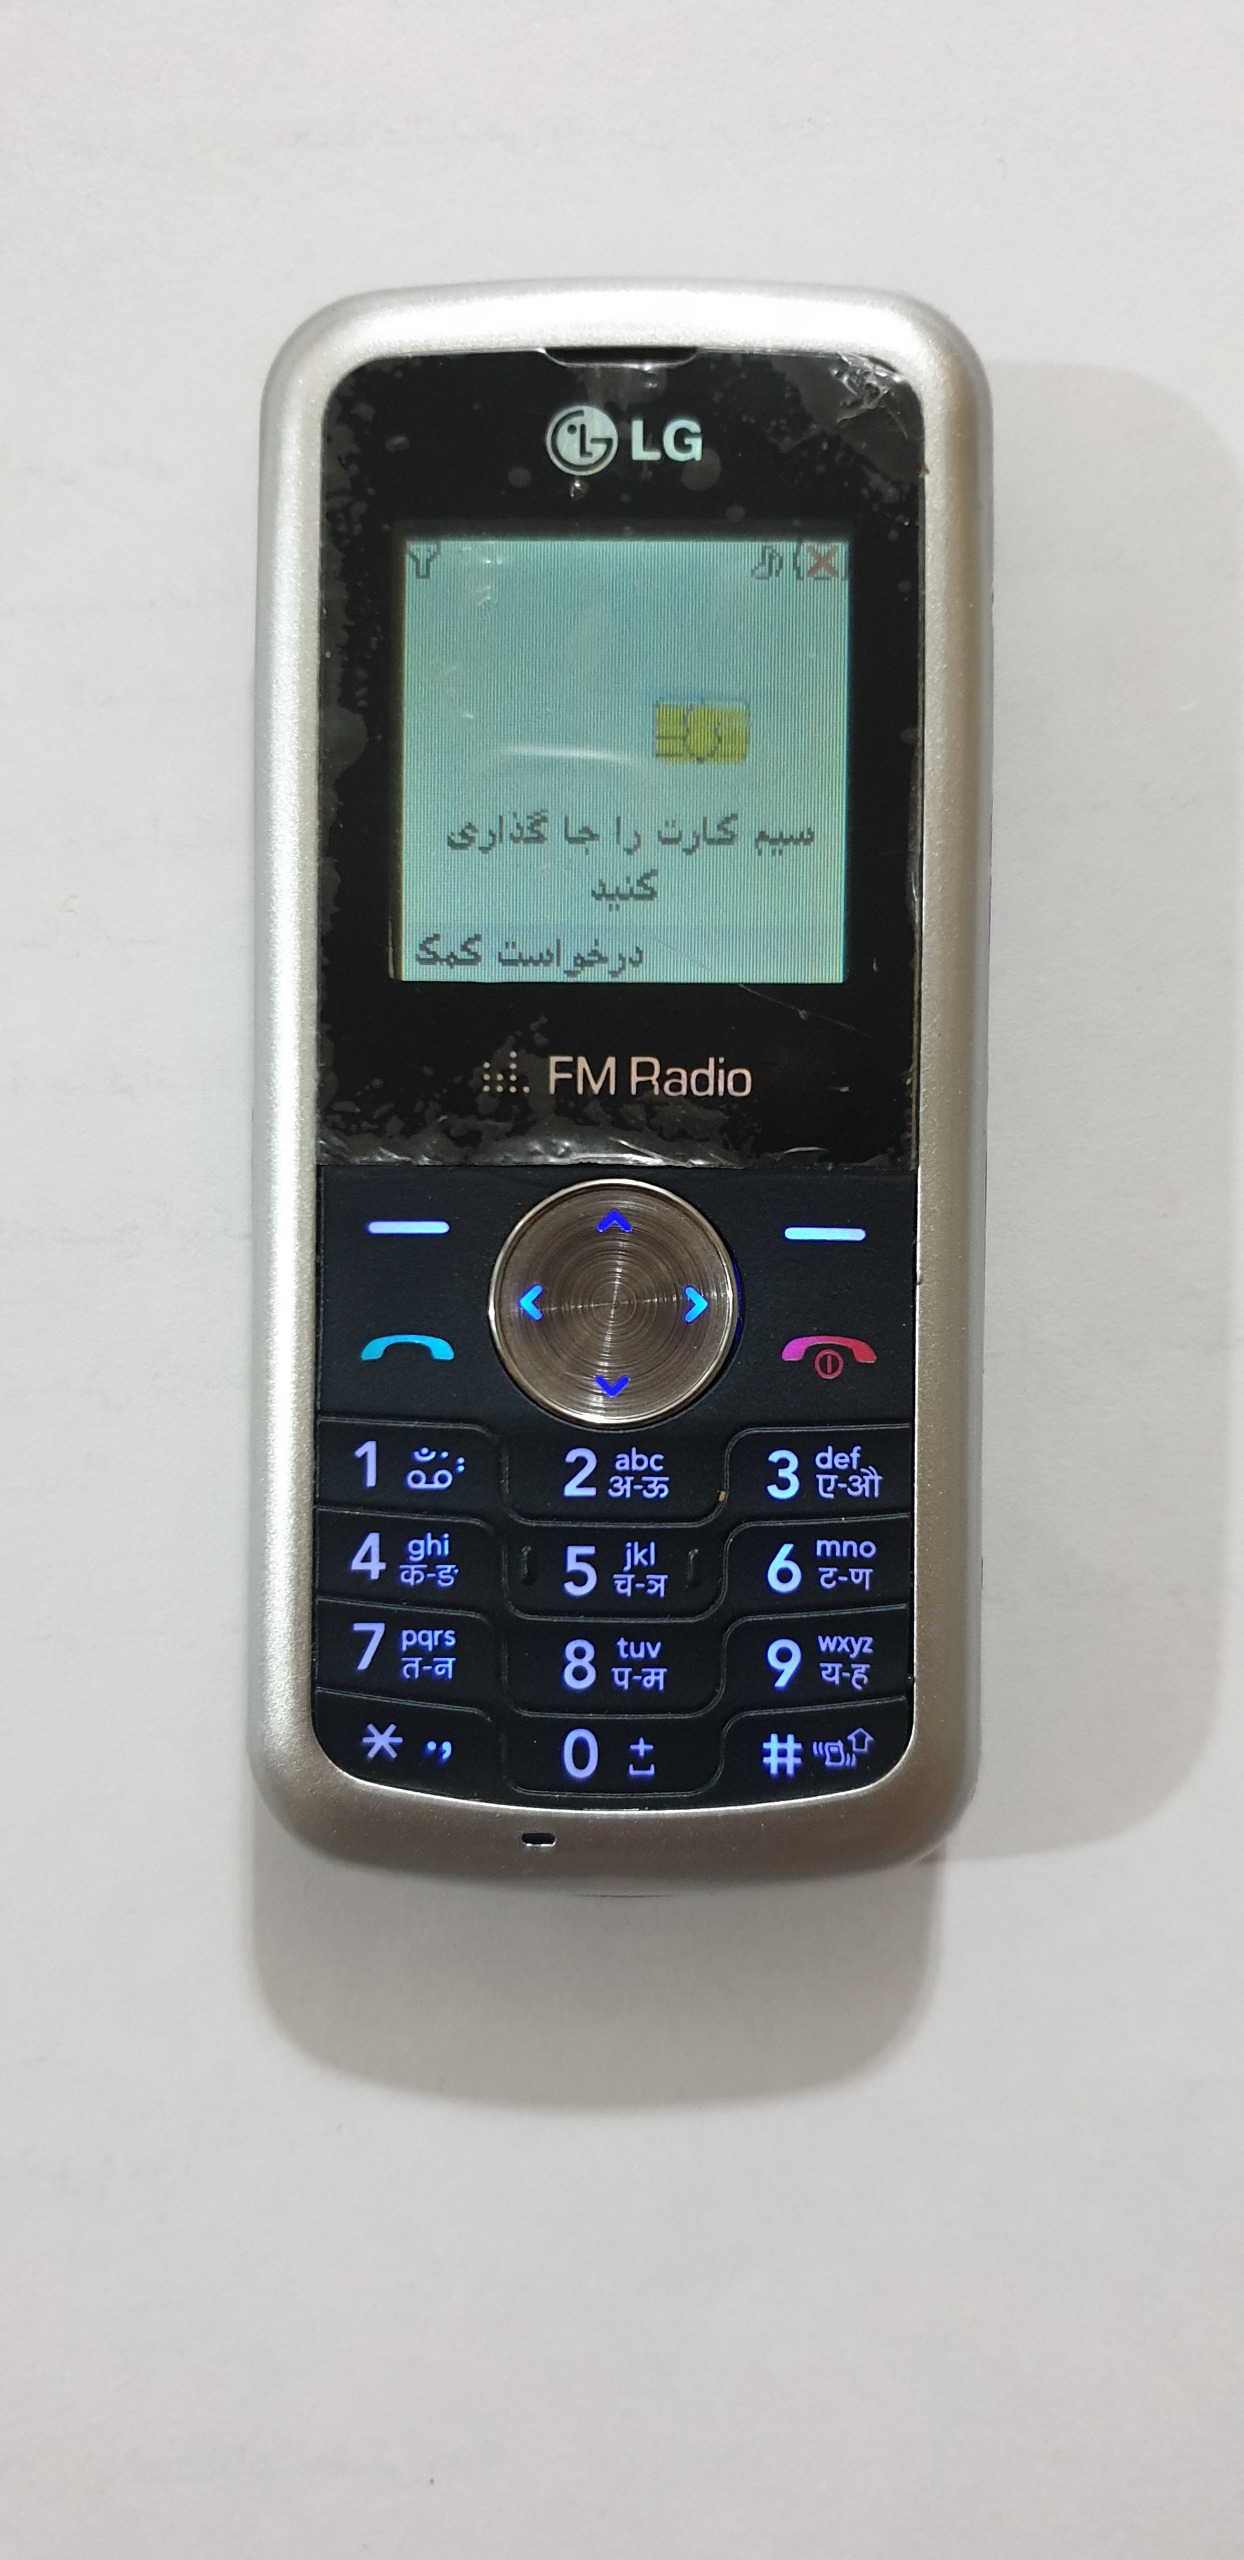 LG
سیم کارت را جا گذاری
کنید
درخواست کمک
FM Radio
1
2 abc अ-ऊ
3 def ए-औ
4 ghi क-ङ
5 jkl च-ञ
6 mno ट-ण
7 pqrs त-न
8 tuv प-म
9 wxyz य-ह
* .,
0 +
#